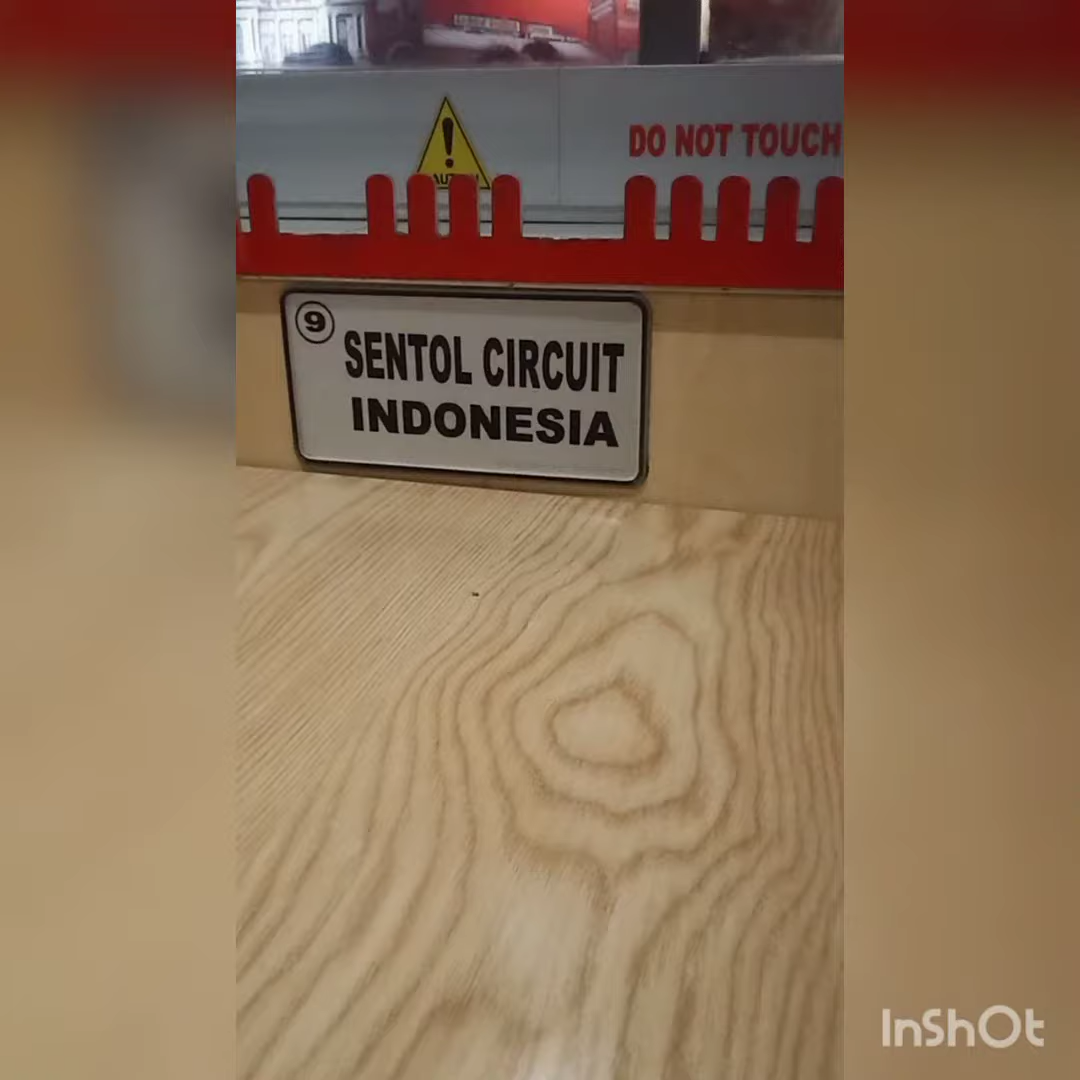 DO NOT TOUCH
9
SENTOL CIRCUIT
INDONESIA
InShOt